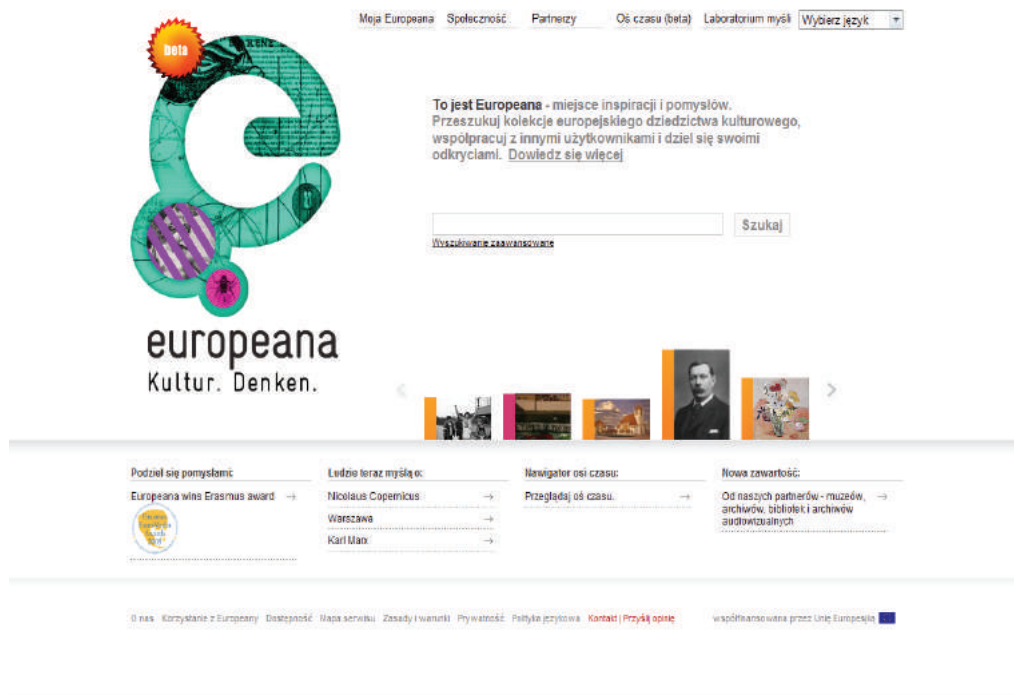 Moja Europeana Społeczność Partnerzy Oś czasu (beta) Laboratorium myśli Wybierz język
beta
To jest Europeana - miejsce inspiracji i pomysłów.
Przeszukuj kolekcje europejskiego dziedzictwa kulturowego,
współpracuj z innymi użytkownikami i dziel się swoimi
odkryciami. Dowiedz się więcej
Szukaj
Wyszukiwanie zaawansowane
europeana
Kultur. Denken.
Podziel się pomysłami:
Europeana wins Erasmus award
Ludzie teraz myślą o:
Nicolaus Copernicus
Warszawa
Karl Marx
Nawigator osi czasu:
Przeglądaj oś czasu.
Nowa zawartość:
Od naszych partnerów - muzeów,
archiwów, bibliotek i archiwów
audiowizualnych
O nas Korzystanie z Europeany Dostępność Mapa serwisu Zasady i warunki Prywatność Polityka językowa Kontakt | Przyślij opinię współfinansowana przez Unię Europejską